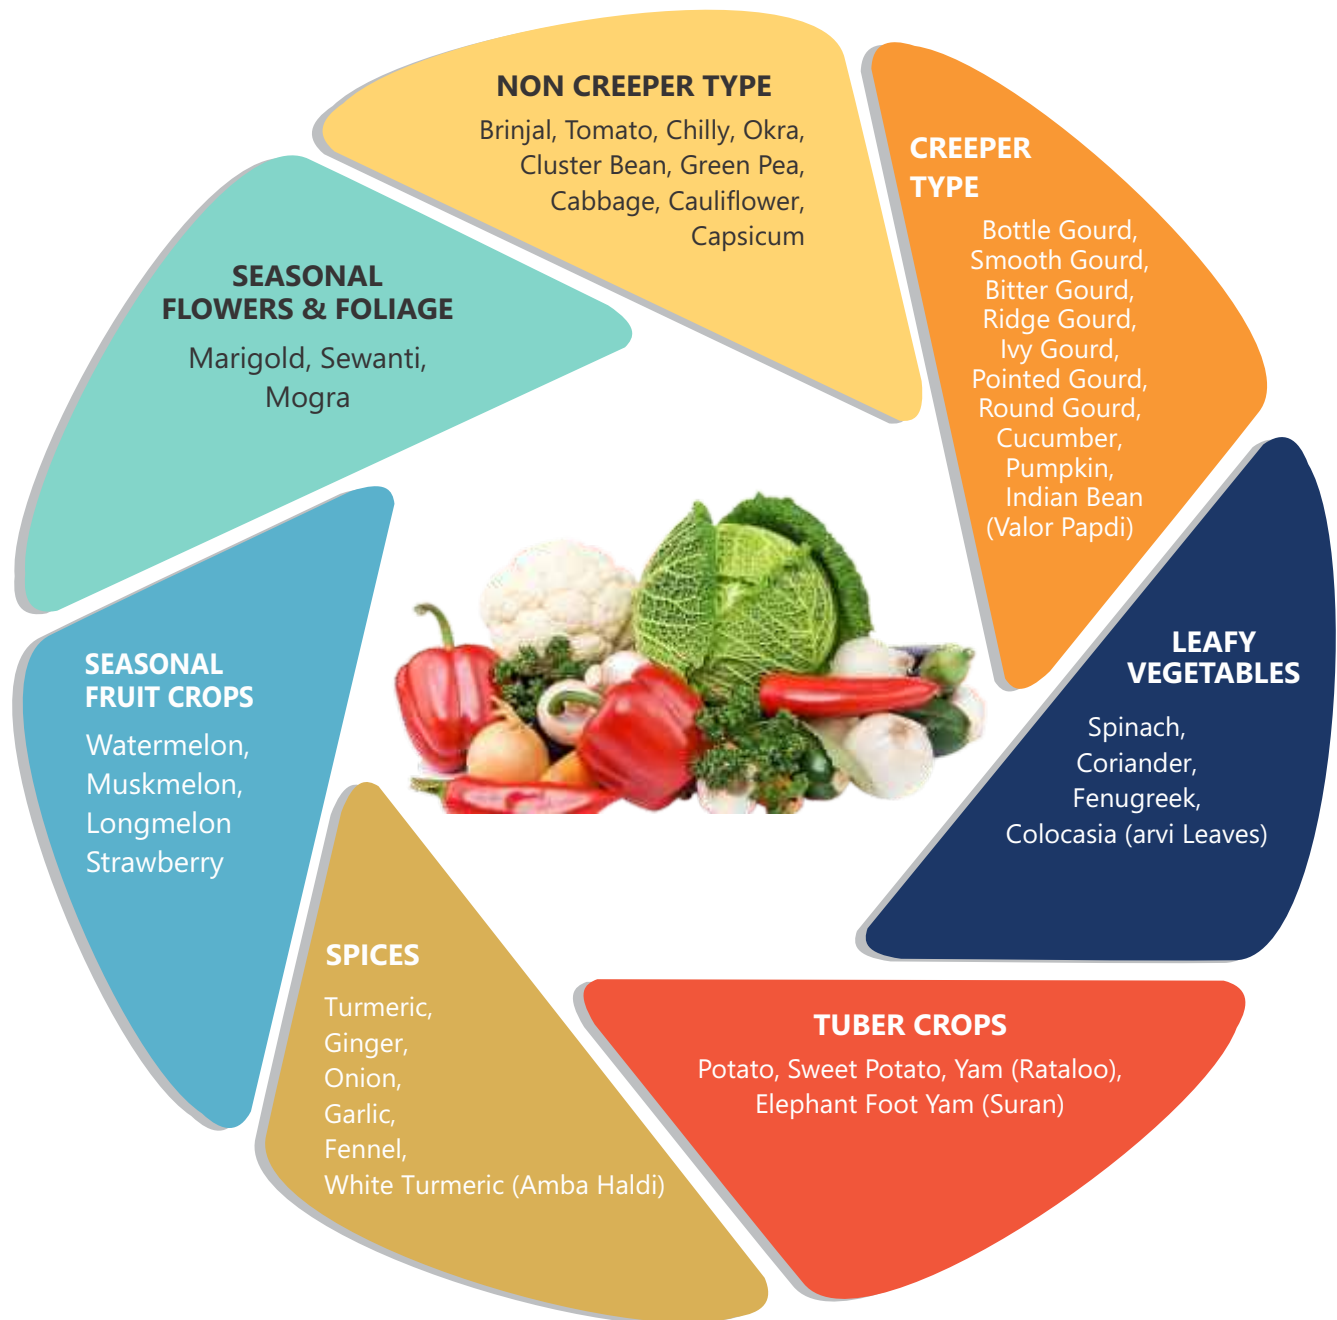 NON CREEPER TYPE
Brinjal, Tomato, Chilly, Okra,
Cluster Bean, Green Pea,
Cabbage, Cauliflower,
Capsicum
CREEPER
TYPE
Bottle Gourd,
Smooth Gourd,
Bitter Gourd,
Ridge Gourd,
Ivy Gourd,
Pointed Gourd,
Round Gourd,
Cucumber,
Pumpkin,
Indian Bean
(Valor Papdi)
LEAFY
VEGETABLES
Spinach,
Coriander,
Fenugreek,
Colocasia (arvi Leaves)
TUBER CROPS
Potato, Sweet Potato, Yam (Rataloo),
Elephant Foot Yam (Suran)
SPICES
Turmeric,
Ginger,
Onion,
Garlic,
Fennel,
White Turmeric (Amba Haldi)
SEASONAL
FRUIT CROPS
Watermelon,
Muskmelon,
Longmelon
Strawberry
SEASONAL
FLOWERS & FOLIAGE
Marigold, Sewanti,
Mogra